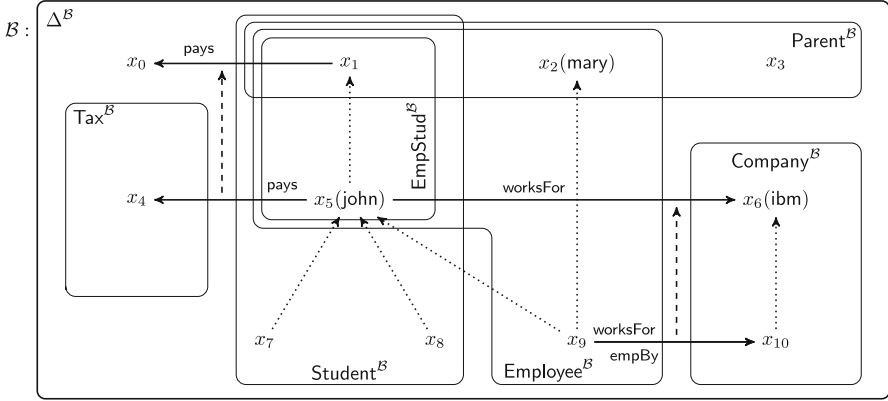 ℬ : Δ^ℬ
Parent^ℬ
pays
x₀ x₁ x₂(mary) x₃
Tax^ℬ
EmpStud^ℬ
Company^ℬ
pays worksFor
x₄ x₅(john) x₆(ibm)
worksFor
x₇ x₈ x₉ x₁₀
empBy
Student^ℬ Employee^ℬ